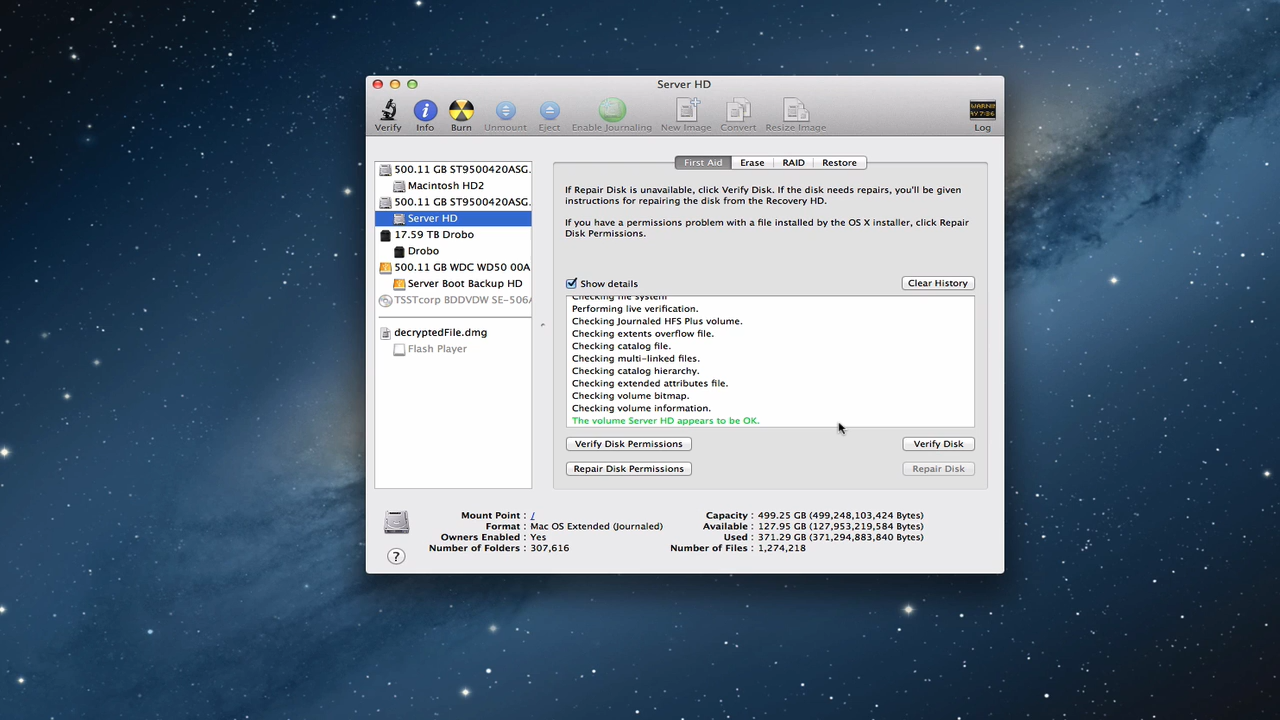 Server HD
Verify
Info
Burn
Unmount
Eject
Enable Journaling
New Image
Convert
Resize Image
WARNIN
AY 7:36
Log
500.11 GB ST9500420ASG.
Macintosh HD2
500.11 GB ST9500420ASG.
Server HD
17.59 TB Drobo
Drobo
500.11 GB WDC WD50 00A
Server Boot Backup HD
TSSTcorp BDDVDW SE-506A
decryptedFile.dmg
Flash Player
First Aid
Erase
RAID
Restore
If Repair Disk is unavailable, click Verify Disk. If the disk needs repairs, you'll be given
instructions for repairing the disk from the Recovery HD.
If you have a permissions problem with a file installed by the OS X installer, click Repair
Disk Permissions.
Show details
Clear History
Checking file system
Performing live verification.
Checking Journaled HFS Plus volume.
Checking extents overflow file.
Checking catalog file.
Checking multi-linked files.
Checking catalog hierarchy.
Checking extended attributes file.
Checking volume bitmap.
Checking volume information.
The volume Server HD appears to be OK.
Verify Disk Permissions
Verify Disk
Repair Disk Permissions
Repair Disk
Mount Point : /
Format : Mac OS Extended (Journaled)
Owners Enabled : Yes
Number of Folders : 307,616
Capacity : 499.25 GB (499,248,103,424 Bytes)
Available : 127.95 GB (127,953,219,584 Bytes)
Used : 371.29 GB (371,294,883,840 Bytes)
Number of Files : 1,274,218
?